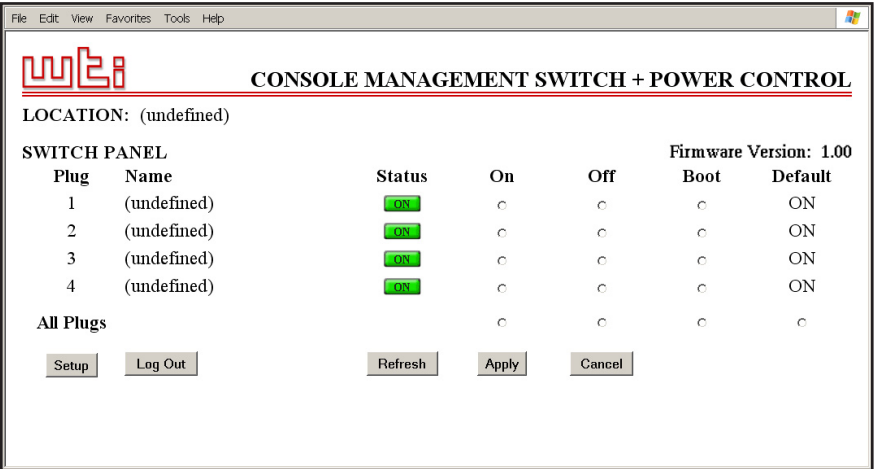 File Edit View Favorites Tools Help
wti
CONSOLE MANAGEMENT SWITCH + POWER CONTROL
LOCATION: (undefined)
SWITCH PANEL Firmware Version: 1.00
Plug Name Status On Off Boot Default
1 (undefined) ON ON
2 (undefined) ON ON
3 (undefined) ON ON
4 (undefined) ON ON
All Plugs
Setup Log Out Refresh Apply Cancel